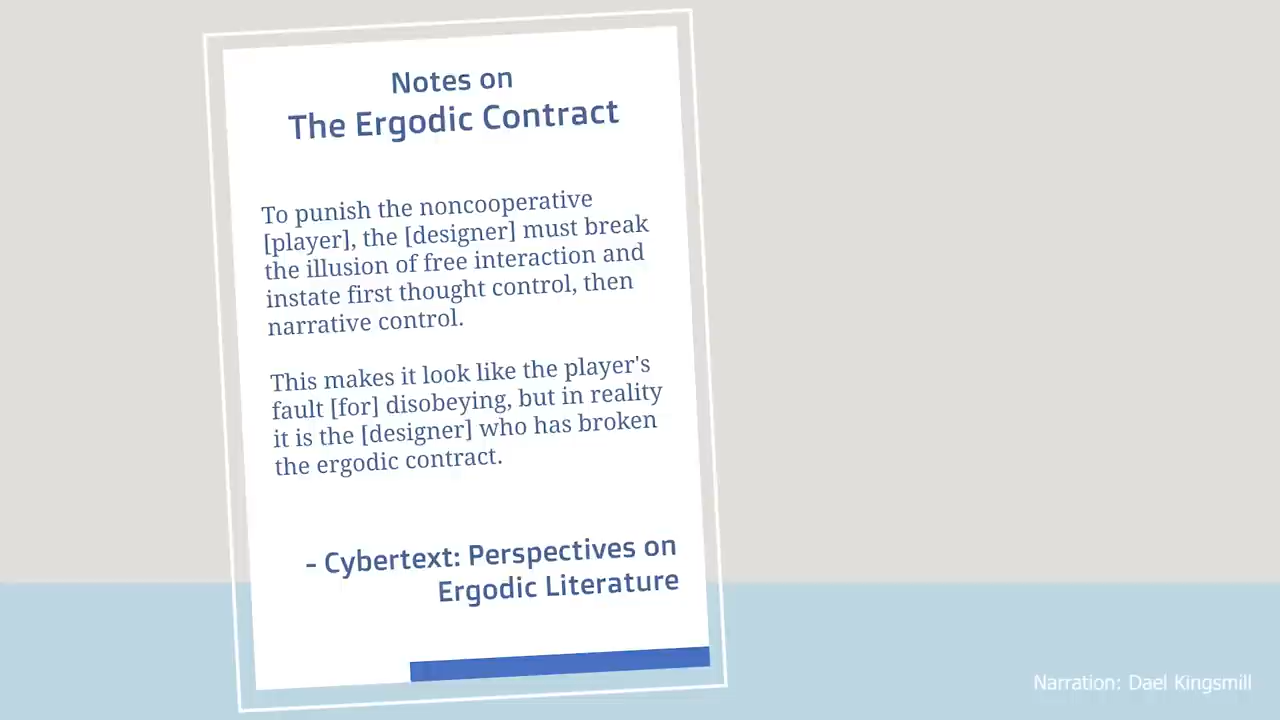 Notes on
The Ergodic Contract
To punish the noncooperative
[player], the [designer] must break
the illusion of free interaction and
instate first thought control, then
narrative control.
This makes it look like the player's
fault [for] disobeying, but in reality
it is the [designer] who has broken
the ergodic contract.
- Cybertext: Perspectives on
Ergodic Literature
Narration: Dael Kingsmill